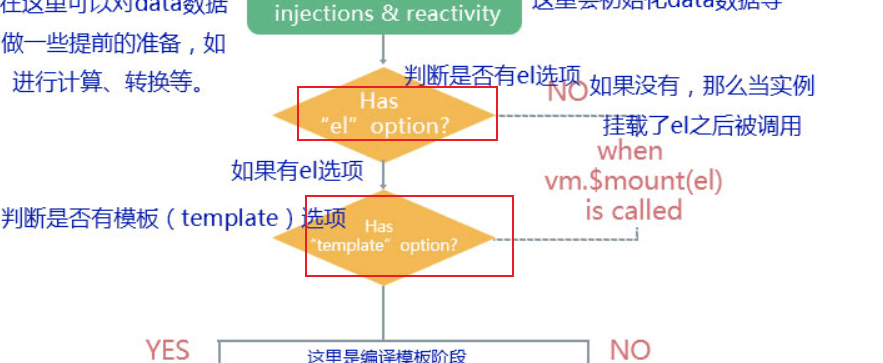 在这里可以对data数据
做一些提前的准备，如
进行计算、转换等。
injections & reactivity
这里会初始化data数据等
判断是否有el选项
Has
“el” option?
NO
如果没有，那么当实例
挂载了el之后被调用
when
vm.$mount(el)
is called
如果有el选项
判断是否有模板（template）选项
Has
“template” option?
YES
这里是编译模板阶段
NO